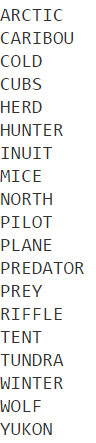 ARCTIC
CARIBOU
COLD
CUBS
HERD
HUNTER
INUIT
MICE
NORTH
PILOT
PLANE
PREDATOR
PREY
RIFFLE
TENT
TUNDRA
WINTER
WOLF
YUKON